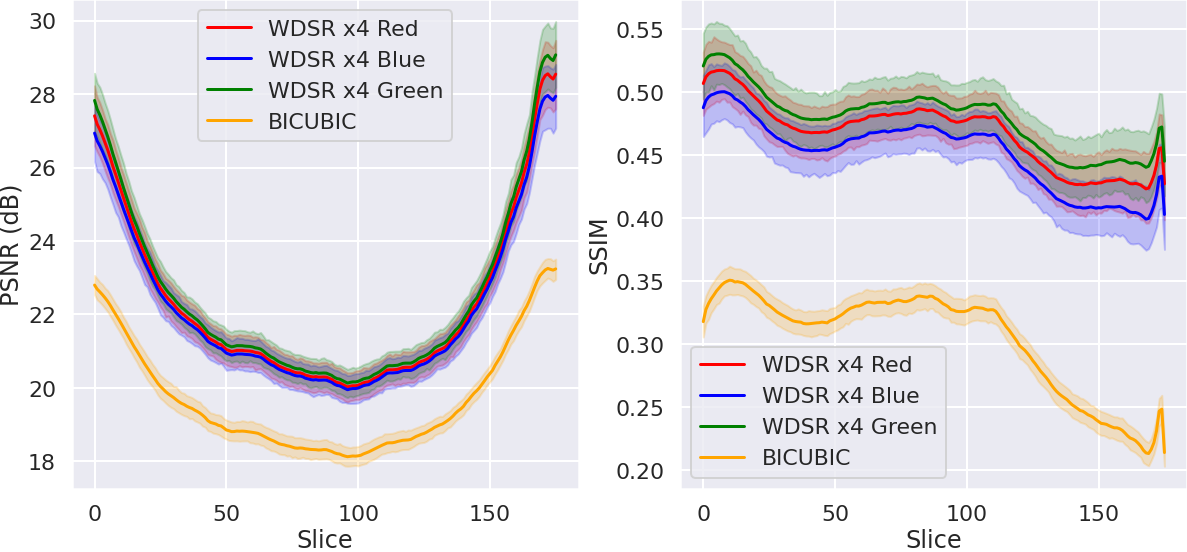 30
28
26
24
22
20
18
PSNR (dB)
WDSR x4 Red
WDSR x4 Blue
WDSR x4 Green
BICUBIC
0
50
100
150
Slice
0.55
0.50
0.45
0.40
0.35
0.30
0.25
0.20
SSIM
WDSR x4 Red
WDSR x4 Blue
WDSR x4 Green
BICUBIC
0
50
100
150
Slice